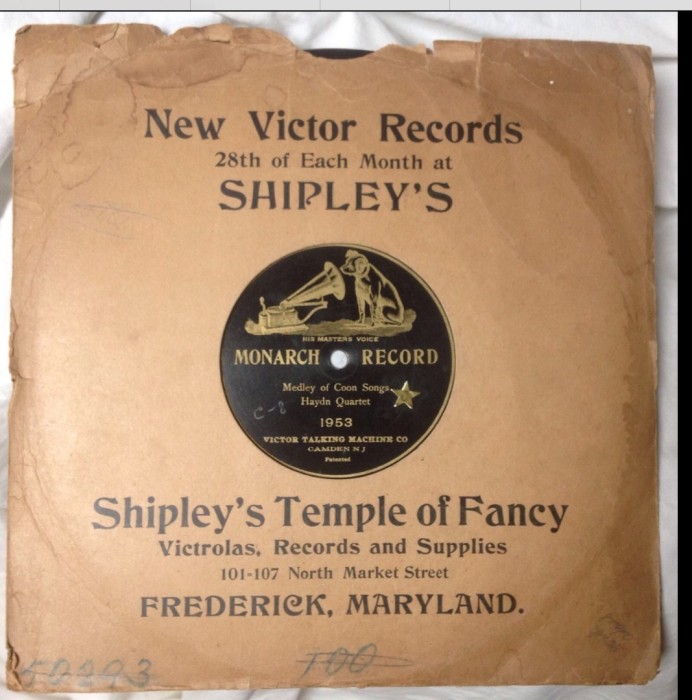 New Victor Records
28th of Each Month at
SHIPLEY'S
HIS MASTERS VOICE
MONARCH RECORD
Medley of Coon Songs
Haydn Quartet
C-8
1953
VICTOR TALKING MACHINE CO
CAMDEN N J
Patented
Shipley's Temple of Fancy
Victrolas, Records and Supplies
101-107 North Market Street
FREDERICK, MARYLAND.
100